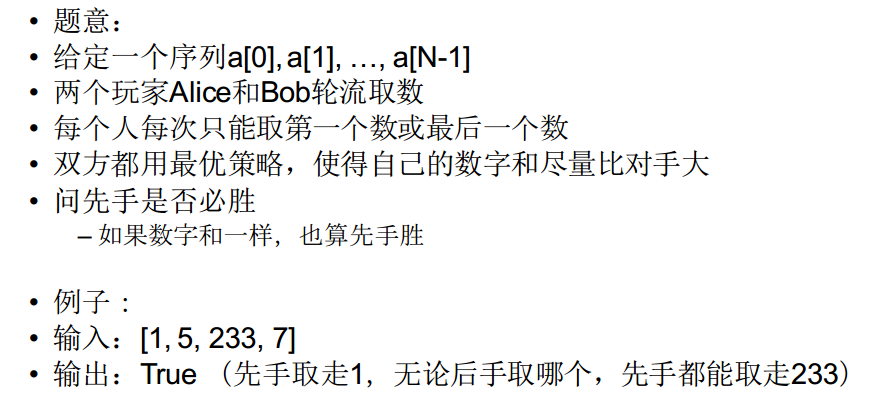 • 题意：
• 给定一个序列a[0], a[1], …, a[N-1]
• 两个玩家Alice和Bob轮流取数
• 每个人每次只能取第一个数或最后一个数
• 双方都用最优策略，使得自己的数字和尽量比对手大
• 问先手是否必胜
– 如果数字和一样，也算先手胜
• 例子：
• 输入：[1, 5, 233, 7]
• 输出：True （先手取走1，无论后手取哪个，先手都能取走233）